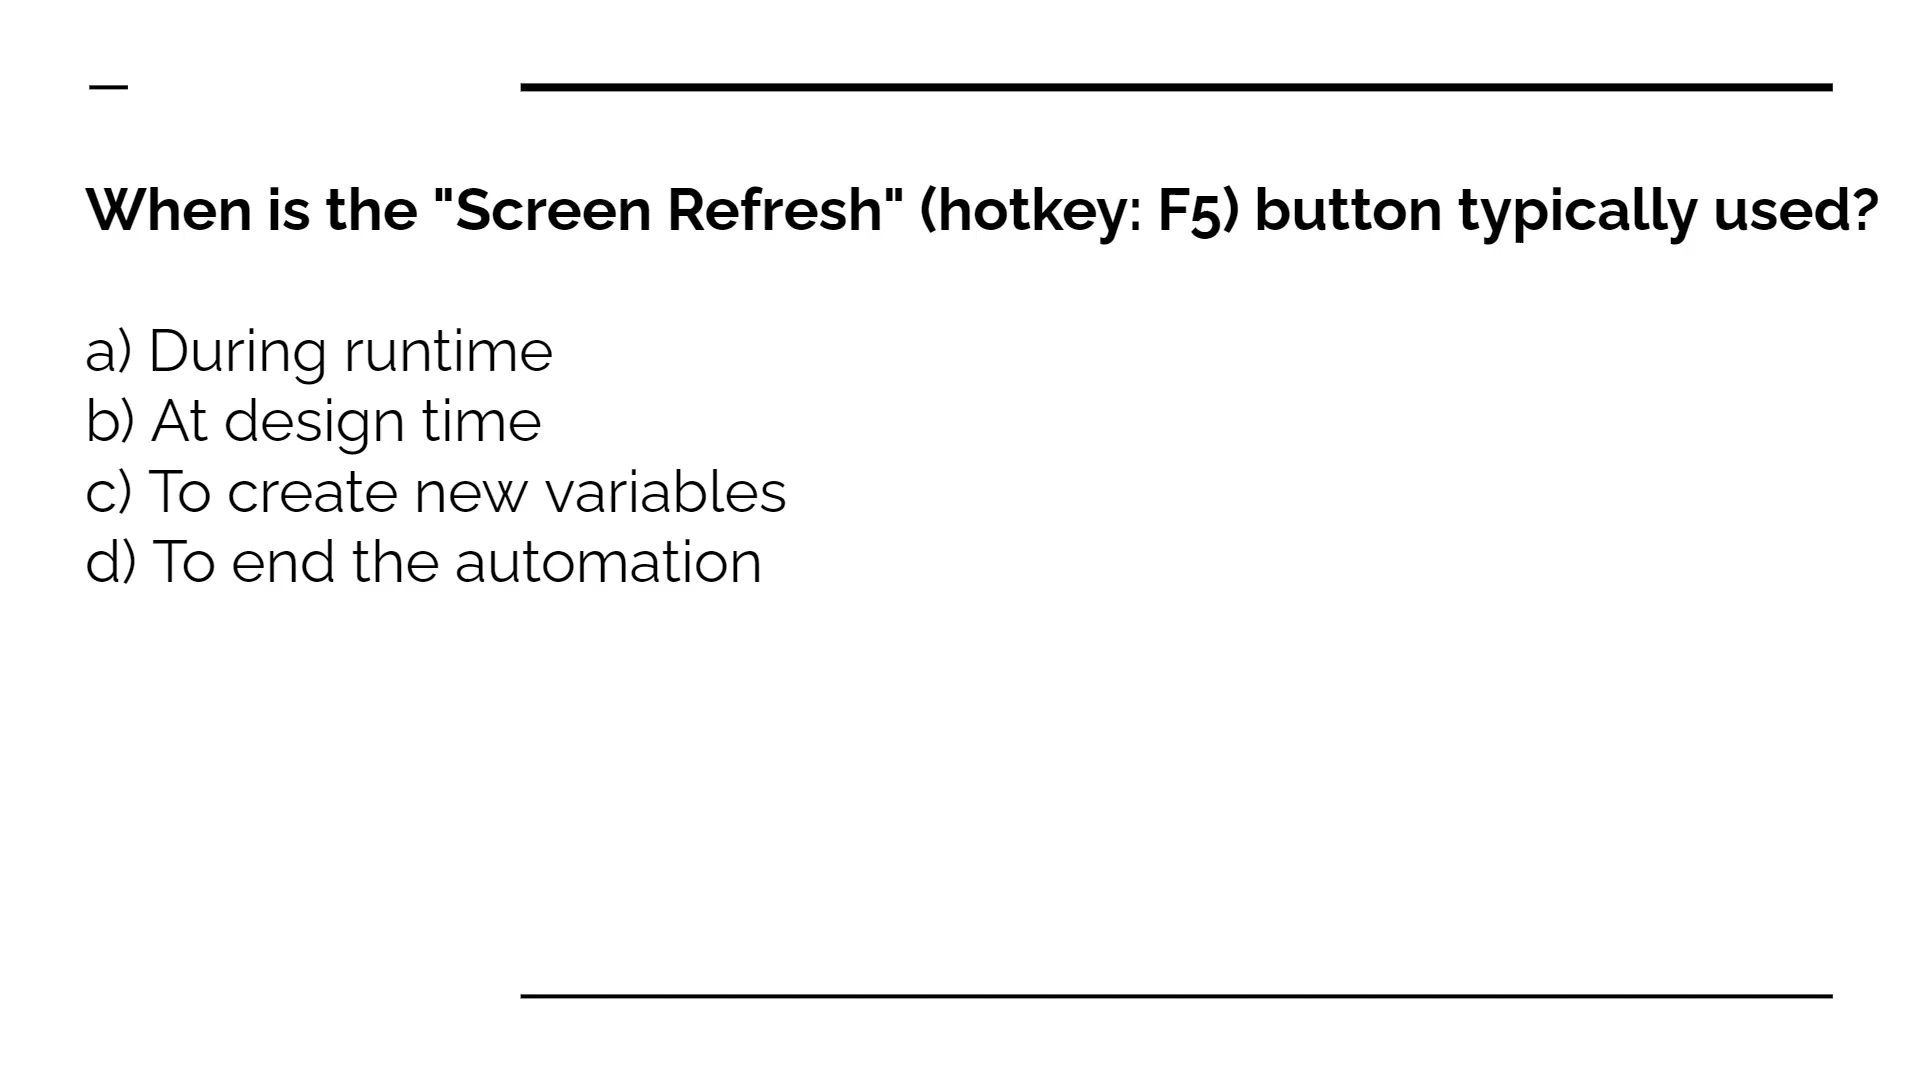 When is the "Screen Refresh" (hotkey: F5) button typically used?
a) During runtime
b) At design time
c) To create new variables
d) To end the automation